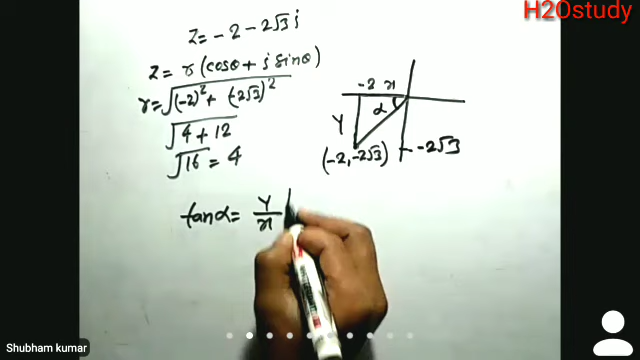 H2Ostudy
z = -2 - 2√3 i
z = r (cosθ + i sinθ)
r = √(-2)² + (-2√3)²
√4 + 12
√16 = 4
tanα = y/x
-2 x
α
y
(-2, -2√3)
-2√3
Shubham kumar